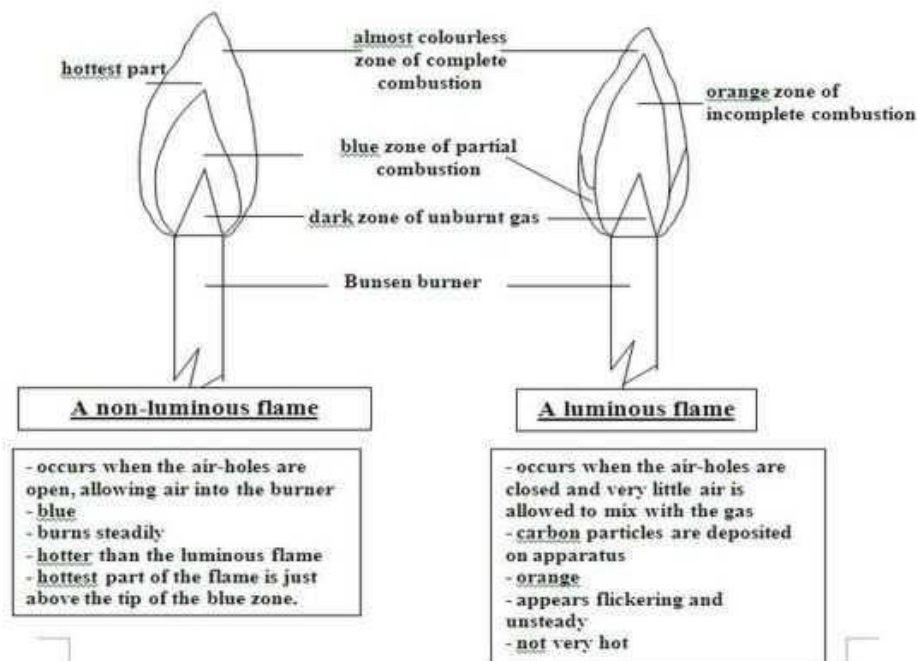 almost colourless
zone of complete
combustion
hottest part
orange zone of
incomplete combustion
blue zone of partial
combustion
dark zone of unburnt gas
Bunsen burner
A non-luminous flame
- occurs when the air-holes are
open, allowing air into the burner
- blue
- burns steadily
- hotter than the luminous flame
- hottest part of the flame is just
above the tip of the blue zone.
A luminous flame
- occurs when the air-holes are
closed and very little air is
allowed to mix with the gas
- carbon particles are deposited
on apparatus
- orange
- appears flickering and
unsteady
- not very hot